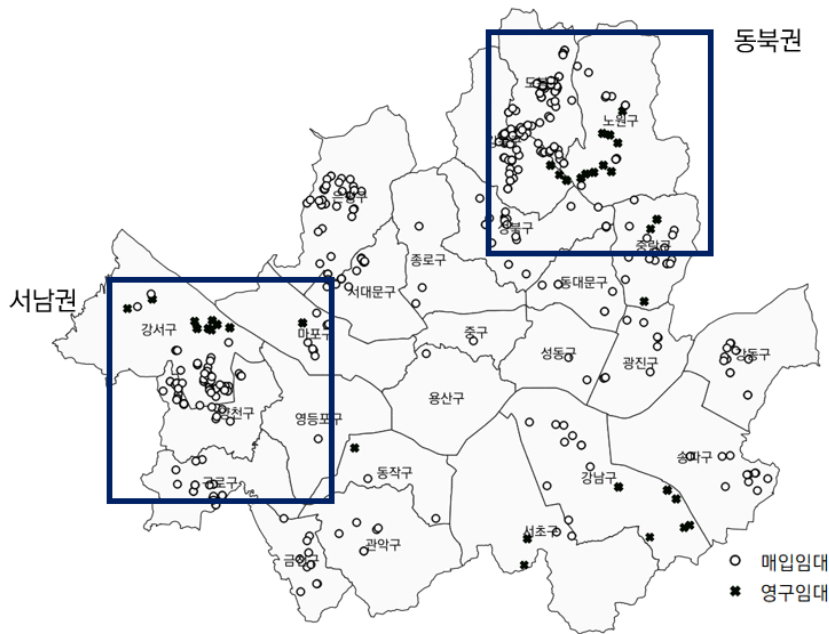 동북권
도봉구
노원구
강북구
은평구
성북구
중랑구
종로구
서남권
서대문구
동대문구
강서구
마포구
중구
성동구
광진구
강동구
양천구
영등포구
용산구
송파구
구로구
동작구
강남구
서초구
관악구
금천구
매입임대
영구임대